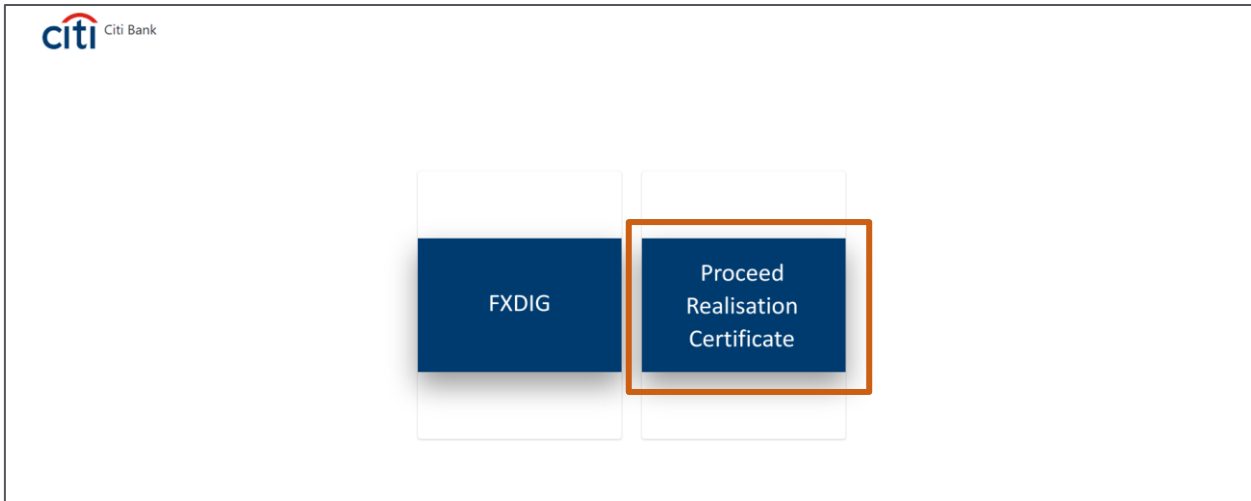 citi Citi Bank
FXDIG
Proceed
Realisation
Certificate